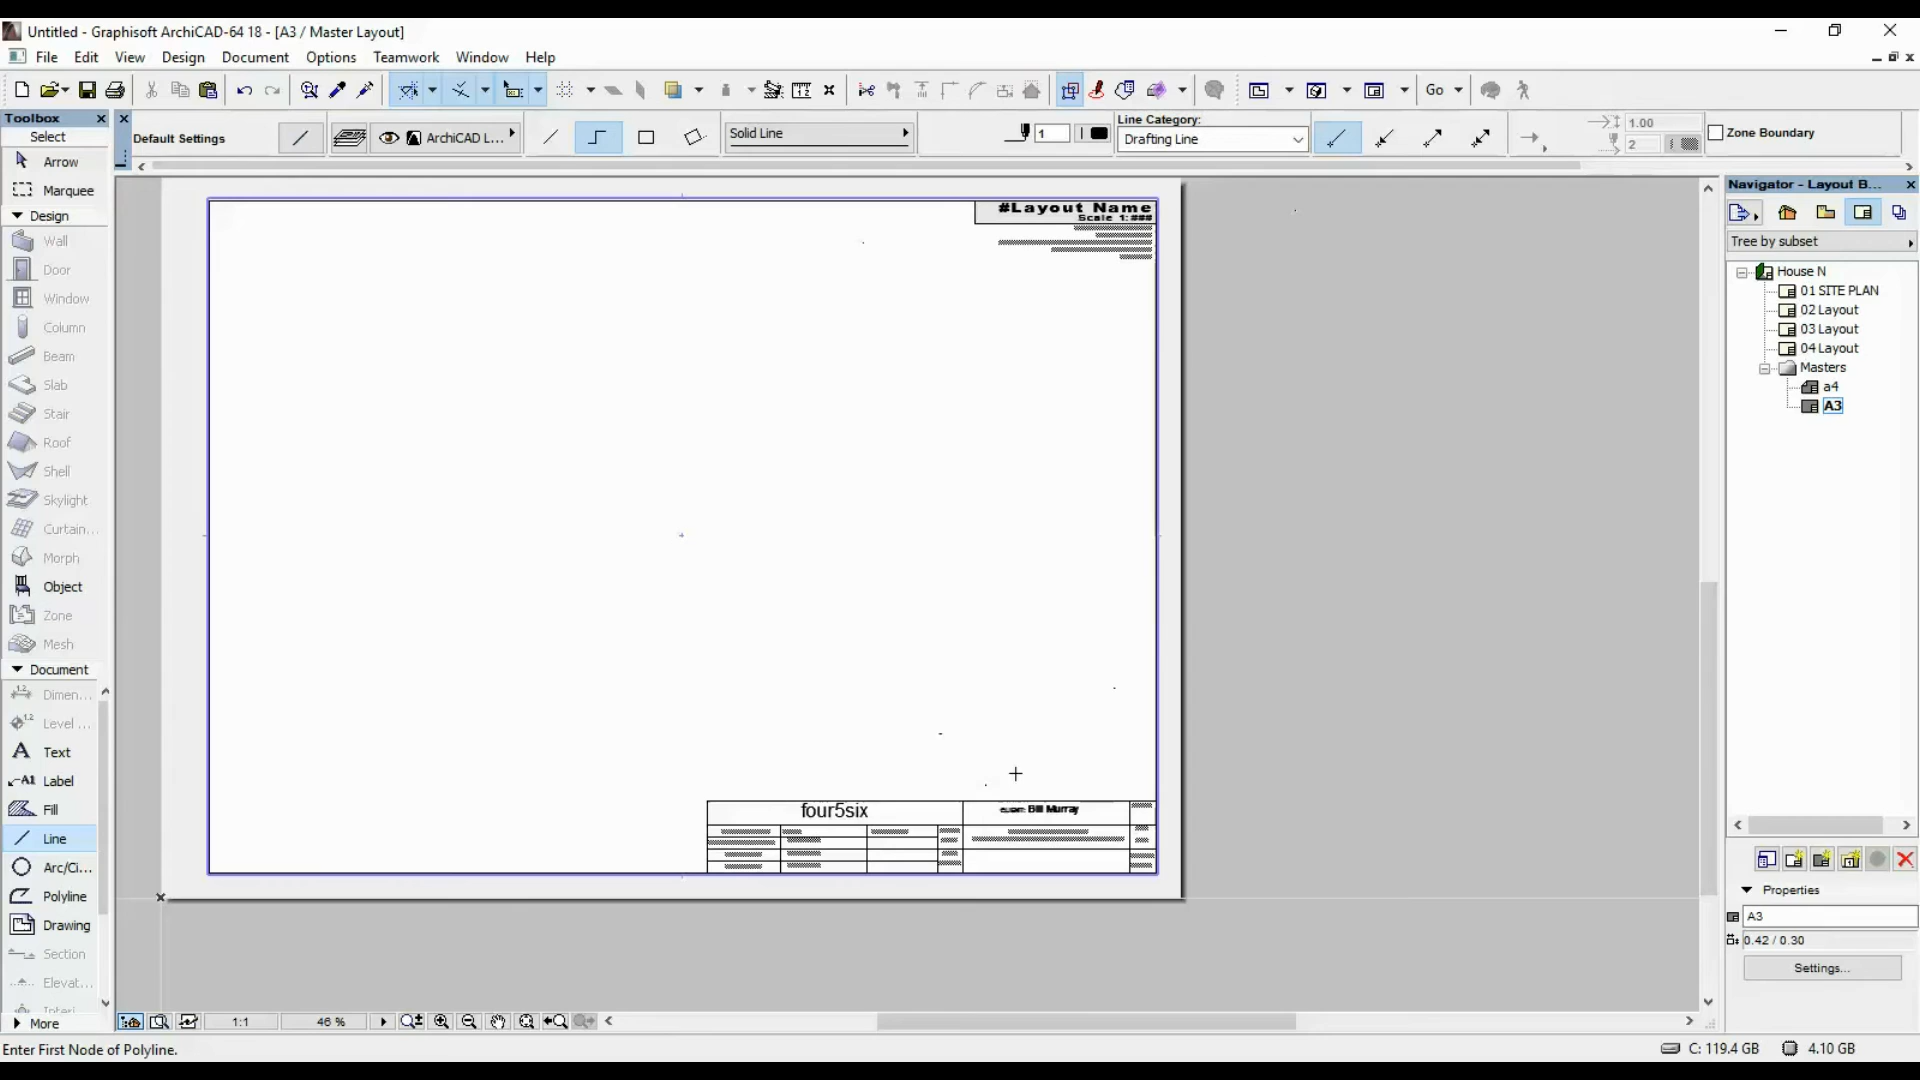 Untitled - Graphisoft ArchiCAD-64 18 - [A3 / Master Layout]
File Edit View Design Document Options Teamwork Window Help
Go
Toolbox
Select
Arrow
Marquee
Design
Wall
Door
Window
Column
Beam
Slab
Stair
Roof
Shell
Skylight
Curtain...
Morph
Object
Zone
Mesh
Document
Dimen...
Level ...
Text
Label
Fill
Line
Arc/Ci...
Polyline
Drawing
Section
Elevat...
More
Default Settings
ArchiCAD L...
Solid Line
1
Line Category:
Drafting Line
1.00
2
Zone Boundary
#Layout Name
Scale 1:###
four5six
Bill Murray
Navigator - Layout B...
Tree by subset
House N
01 SITE PLAN
02 Layout
03 Layout
04 Layout
Masters
a4
A3
Properties
A3
0.42 / 0.30
Settings...
1:1
46 %
Enter First Node of Polyline.
C: 119.4 GB
4.10 GB